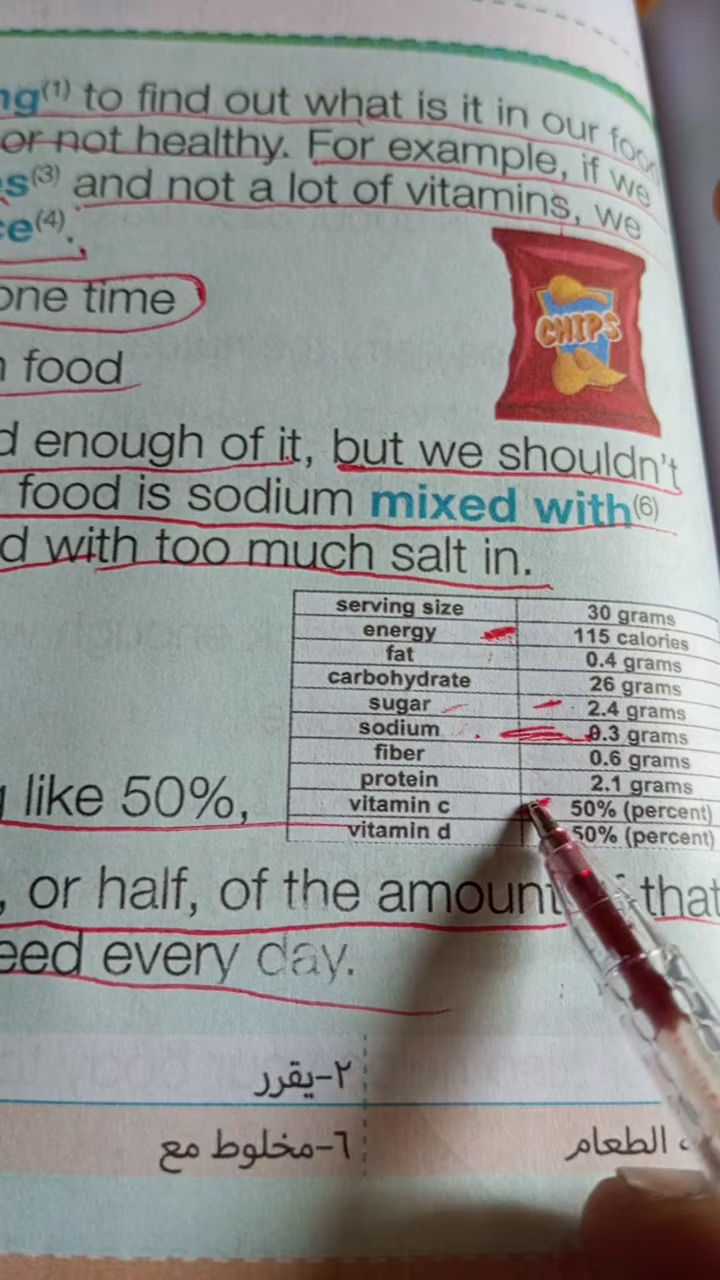 ng(1) to find out what is it in our food
or not healthy. For example, if we
es(3) and not a lot of vitamins, we
ce(4).
CHIPS
one time
food
d enough of it, but we shouldn't
food is sodium mixed with(6)
d with too much salt in.
serving size 30 grams
energy 115 calories
fat 0.4 grams
carbohydrate 26 grams
sugar 2.4 grams
sodium 0.3 grams
fiber 0.6 grams
protein 2.1 grams
vitamin c 50% (percent)
vitamin d 50% (percent)
like 50%,
, or half, of the amount that
eed every day.
٢-يقرر
٦-مخلوط مع
الطعام